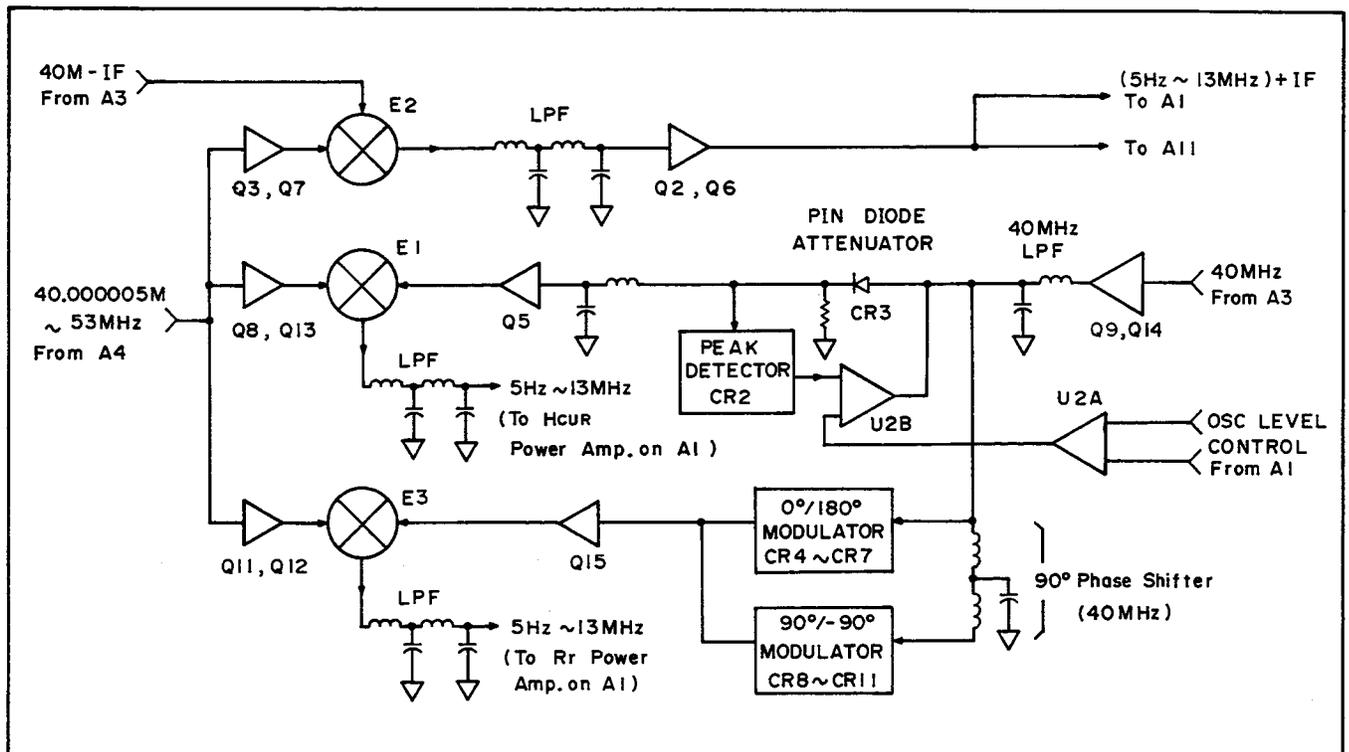 40M-IF
From A3
E2
LPF
(5Hz ~ 13MHz)+IF
To A1
To A11
Q3, Q7
Q2, Q6
PIN DIODE
ATTENUATOR
40MHz
LPF
E1
40.000005M
~ 53MHz
From A4
Q8, Q13
Q5
CR3
Q9,Q14
40MHz
From A3
PEAK
DETECTOR
CR2
U2B
U2A
OSC LEVEL
CONTROL
From A1
LPF
5Hz ~13MHz
(To HCUR
Power Amp. on A1)
E3
Q11, Q12
Q15
0°/180°
MODULATOR
CR4 ~CR7
90° Phase Shifter
(40MHz)
90°/-90°
MODULATOR
CR8~CR11
LPF
5Hz ~13MHz
(To Rr Power
Amp. on A1)